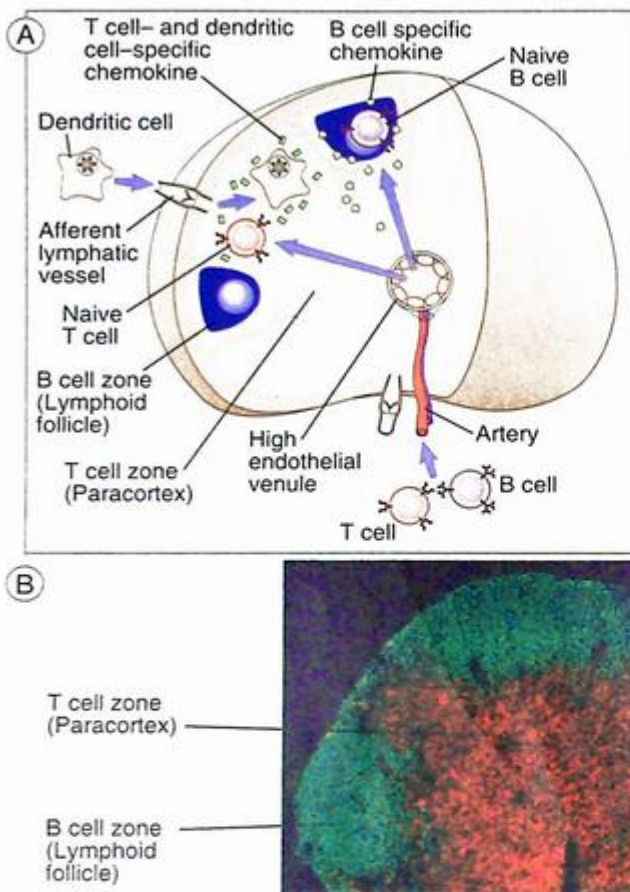 A
T cell– and dendritic
cell–specific
chemokine
B cell specific
chemokine
Naive
B cell
Dendritic cell
Afferent
lymphatic
vessel
Naive
T cell
B cell zone
(Lymphoid
follicle)
T cell zone
(Paracortex)
High
endothelial
venule
Artery
B cell
T cell
B
T cell zone
(Paracortex)
B cell zone
(Lymphoid
follicle)